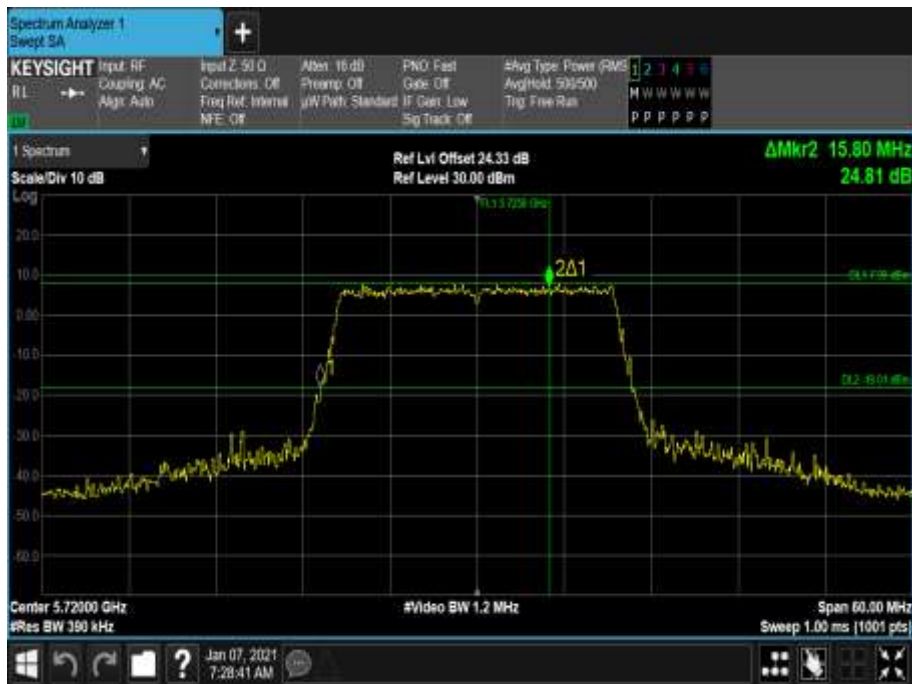 Spectrum Analyzer 1
Swept SA
KEYSIGHT
Input: RF
Coupling: AC
Align: Auto
Input Z: 50 Ω
Corrections: Off
Freq Ref: Internal
NFE: Off
Atten: 16 dB
Preamp: Off
µW Path: Standard
PNO: Fast
Gate: Off
IF Gain: Low
Sig Track: Off
#Avg Type: Power (RMS
Avg|Hold: 500/500
Trig: Free Run
1 2 3 4 5 6
M W W W W W
P P P P P P
1 Spectrum
Scale/Div 10 dB
Ref Lvl Offset 24.33 dB
Ref Level 30.00 dBm
ΔMkr2 15.80 MHz
24.81 dB
Log
20.0
10.0
0.00
-10.0
-20.0
-30.0
-40.0
-50.0
-60.0
2Δ1
Center 5.72000 GHz
#Res BW 390 kHz
#Video BW 1.2 MHz
Span 60.00 MHz
Sweep 1.00 ms (1001 pts)
?
Jan 07, 2021
7:28:41 AM